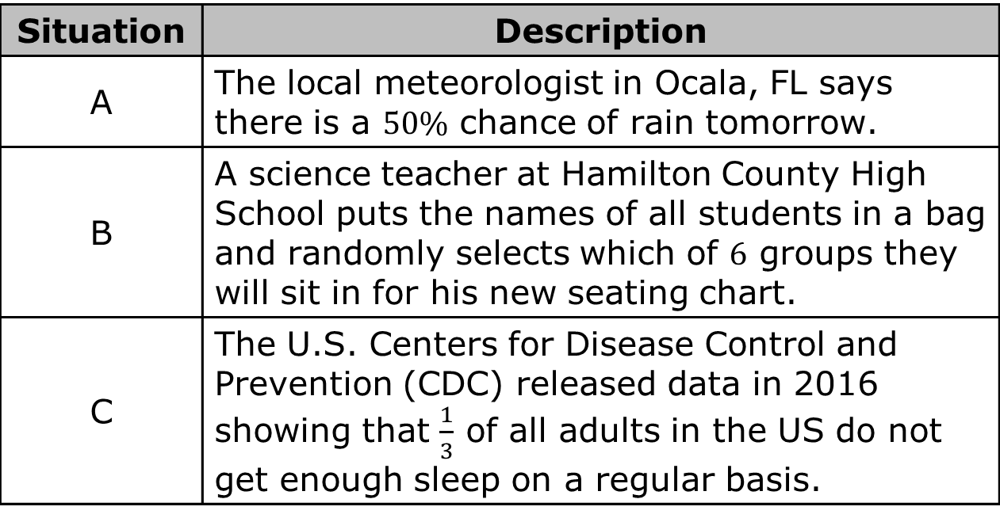 Situation Description
A
The local meteorologist in Ocala, FL says
there is a 50% chance of rain tomorrow.
B
A science teacher at Hamilton County High
School puts the names of all students in a bag
and randomly selects which of 6 groups they
will sit in for his new seating chart.
C
The U.S. Centers for Disease Control and
Prevention (CDC) released data in 2016
showing that 1/3 of all adults in the US do not
get enough sleep on a regular basis.